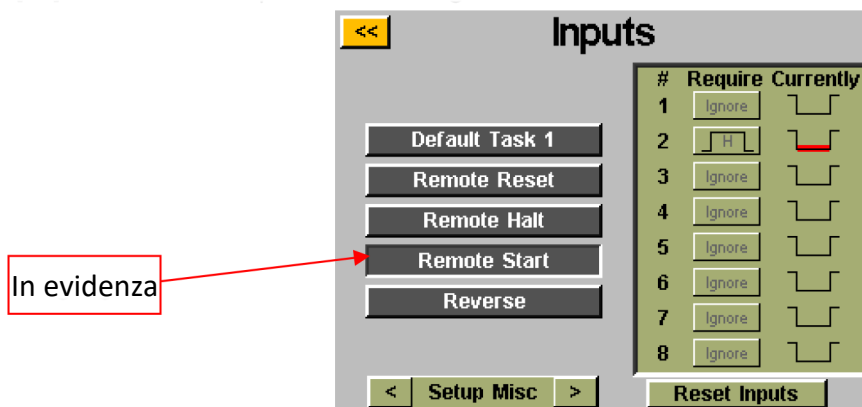 <<
Inputs
# Require Currently
1 Ignore
2 H
3 Ignore
4 Ignore
5 Ignore
6 Ignore
7 Ignore
8 Ignore
Default Task 1
Remote Reset
Remote Halt
Remote Start
Reverse
In evidenza
< Setup Misc >
Reset Inputs